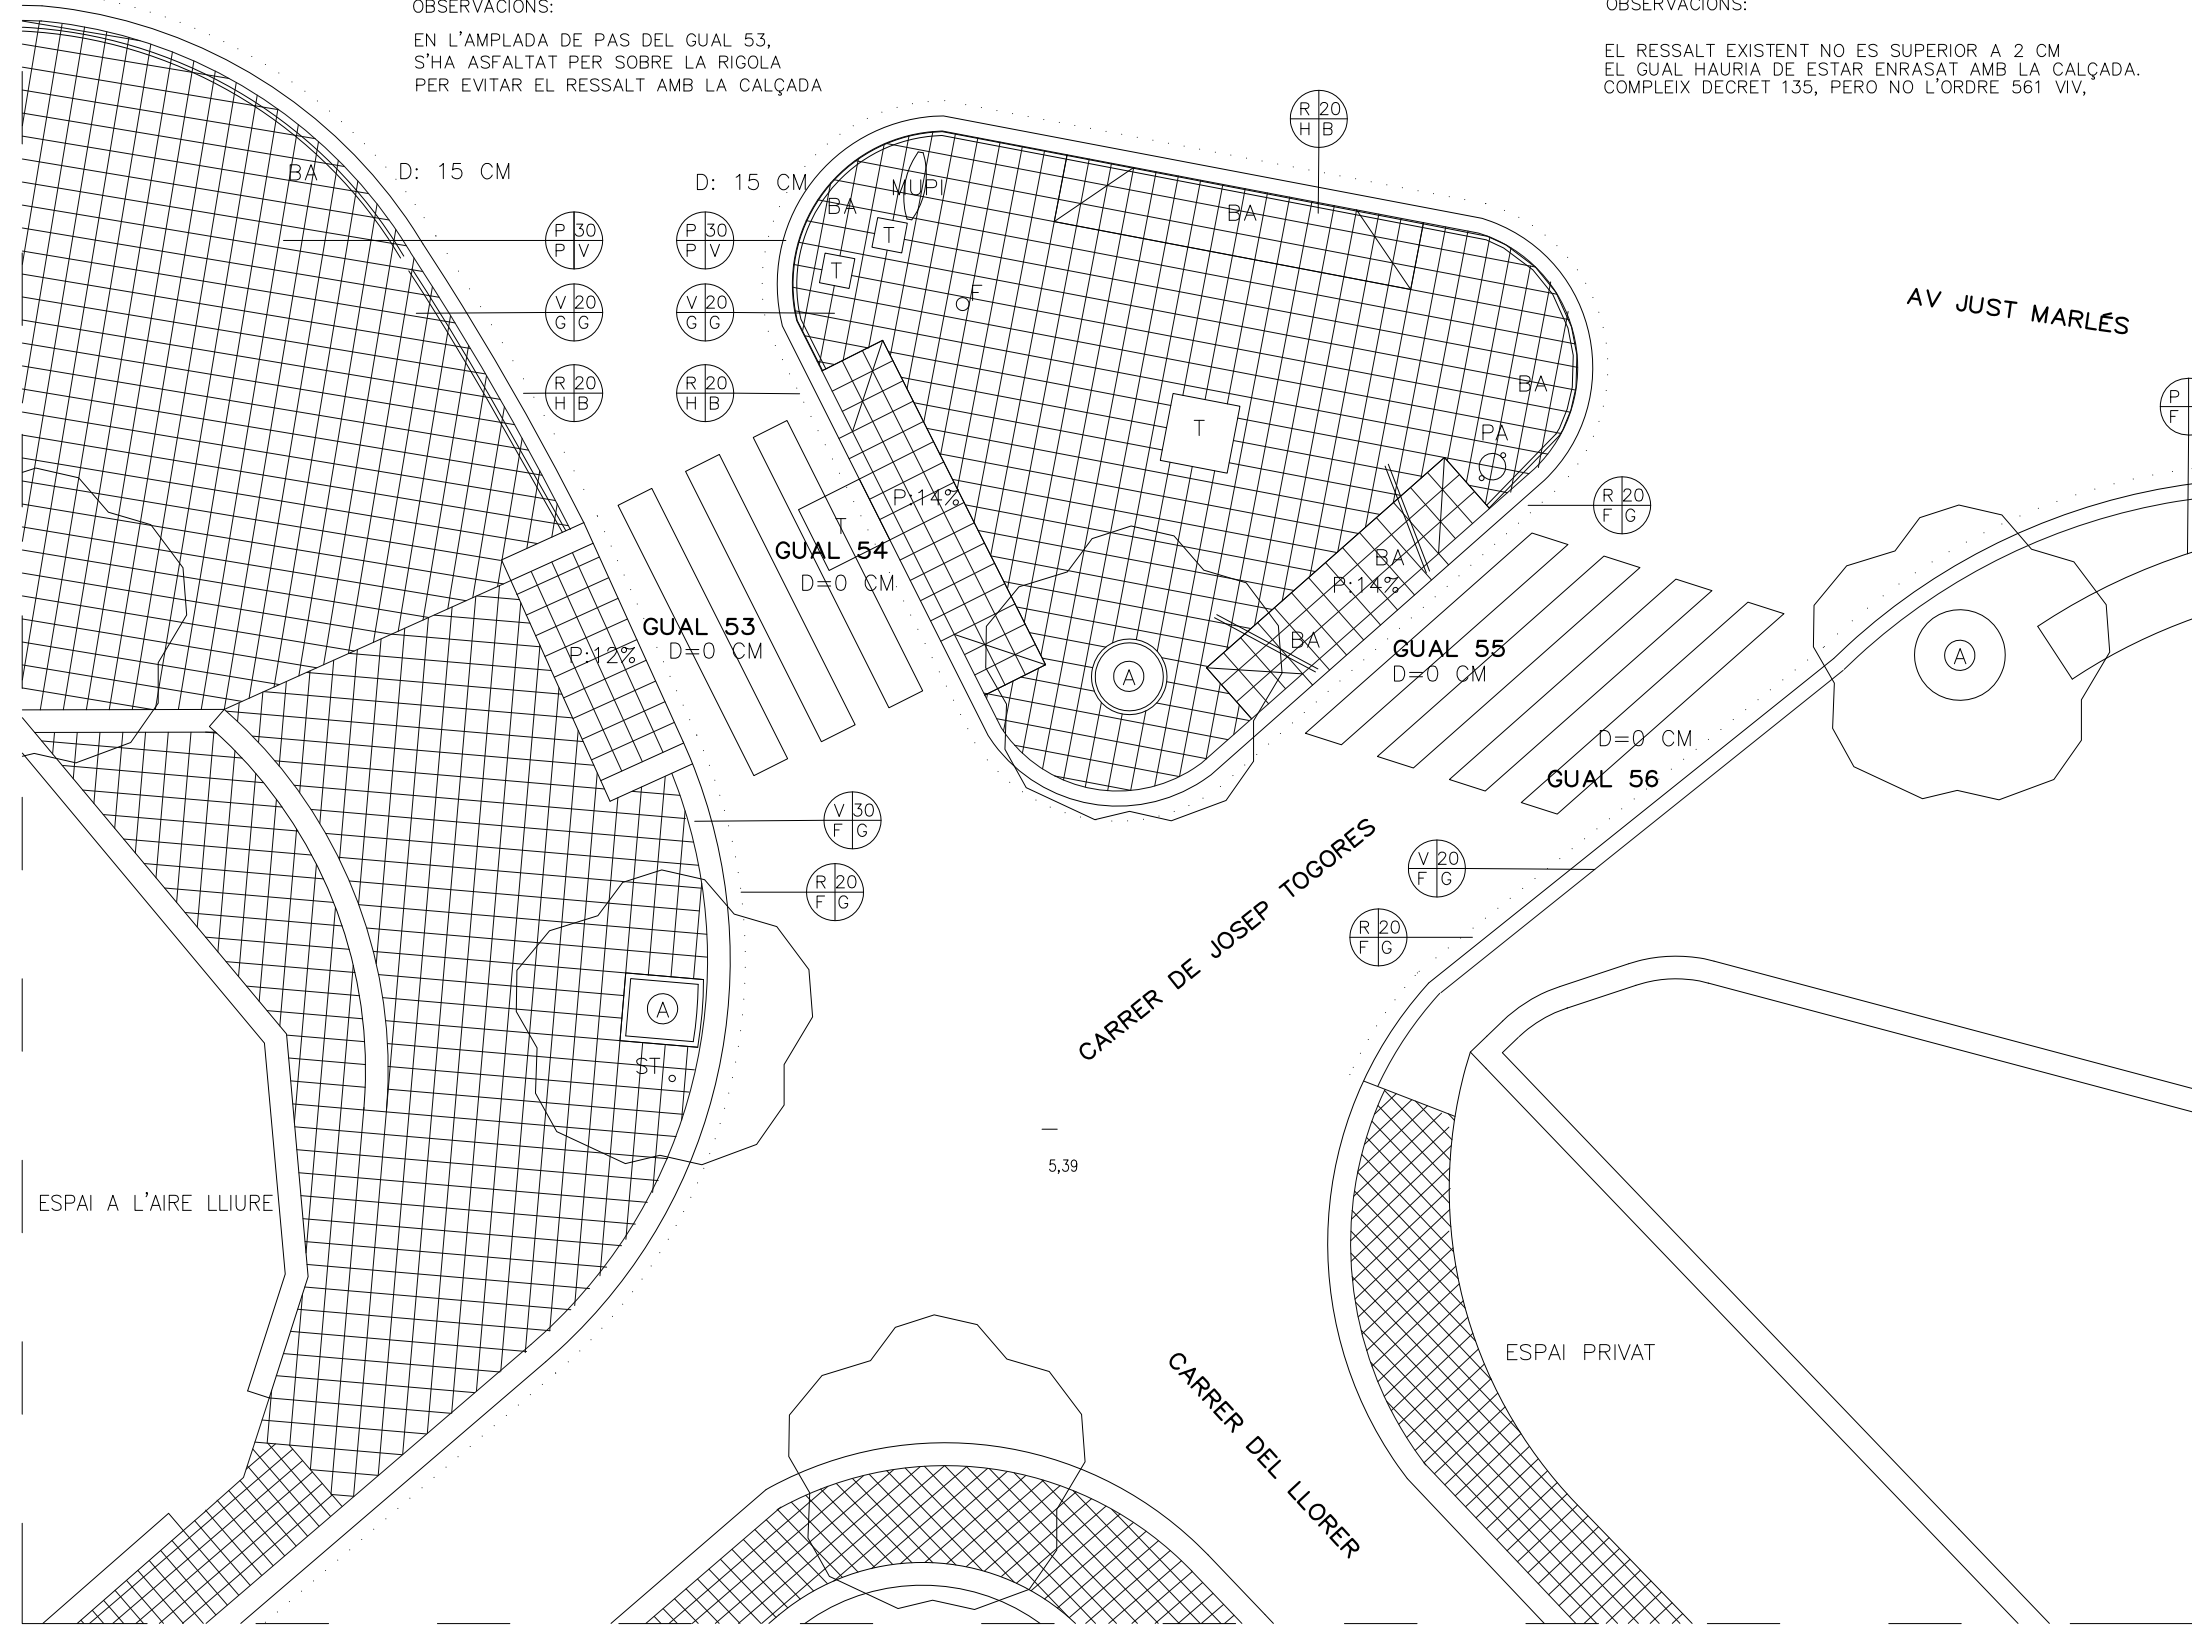 OBSERVACIONS:
EN L'AMPLADA DE PAS DEL GUAL 53,
S'HA ASFALTAT PER SOBRE LA RIGOLA
PER EVITAR EL RESSALT AMB LA CALÇADA
OBSERVACIONS:
EL RESSALT EXISTENT NO ES SUPERIOR A 2 CM
EL GUAL HAURIA DE ESTAR ENRASAT AMB LA CALÇADA.
COMPLEIX DECRET 135, PERO NO L'ORDRE 561 VIV,
R 20
H B
BA
D: 15 CM
D: 15 CM
MUPI
BA
BA
P 30
P V
P 30
P V
T
T
F
V 20
G G
V 20
G G
AV JUST MARLÉS
R 20
H B
R 20
H B
BA
P
F
T
PA
P:14%
R 20
F G
T
GUAL 54
D=0 CM
BA
P:14%
GUAL 53
D=0 CM
P:12%
BA
GUAL 55
D=0 CM
A
A
D=0 CM
GUAL 56
V 30
F G
V 20
F G
R 20
F G
R 20
F G
CARRER DE JOSEP TOGORES
A
ST
5,39
ESPAI A L'AIRE LLIURE
ESPAI PRIVAT
CARRER DEL LLORER